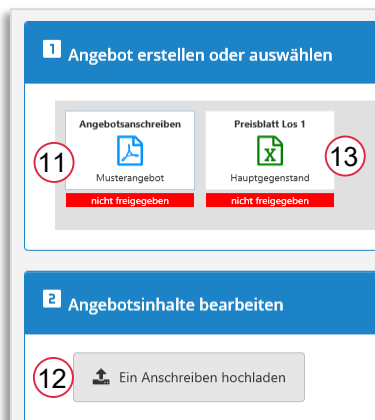 1 Angebot erstellen oder auswählen
Angebotsanschreiben Preisblatt Los 1
11 X 13
Musterangebot Hauptgegenstand
nicht freigegeben nicht freigegeben
2 Angebotsinhalte bearbeiten
12 Ein Anschreiben hochladen